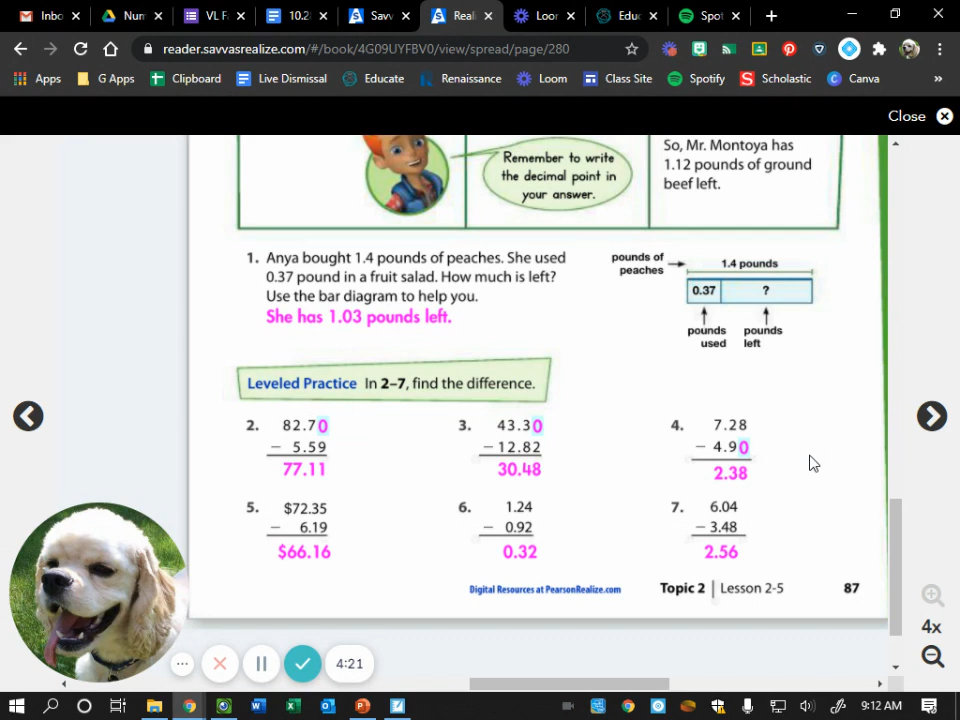 Inbo
Num
VL F
10.2
Savv
Real
Loor
Educ
Spot
reader.savvasrealize.com/#/book/4G09UYFBV0/view/spread/page/280
Apps
G Apps
Clipboard
Live Dismissal
Educate
Renaissance
Loom
Class Site
Spotify
Scholastic
Canva
»
Close
Remember to write
the decimal point in
your answer.
So, Mr. Montoya has
1.12 pounds of ground
beef left.
1. Anya bought 1.4 pounds of peaches. She used
0.37 pound in a fruit salad. How much is left?
Use the bar diagram to help you.
She has 1.03 pounds left.
pounds of
peaches
1.4 pounds
0.37 ?
pounds
used
pounds
left
Leveled Practice In 2–7, find the difference.
2. 82.70
− 5.59
77.11
3. 43.30
− 12.82
30.48
4. 7.28
− 4.90
2.38
5. $72.35
− 6.19
$66.16
6. 1.24
− 0.92
0.32
7. 6.04
− 3.48
2.56
Digital Resources at PearsonRealize.com
Topic 2 | Lesson 2-5
87
4x
4:21
9:12 AM